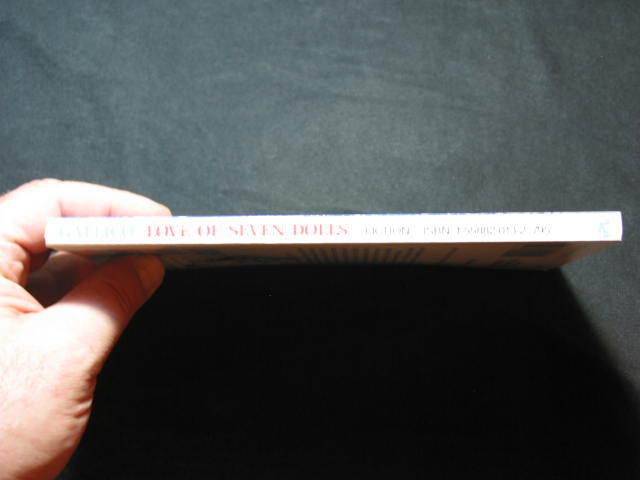 GALLICO LOVE OF SEVEN DOLLS FICTION ISBN